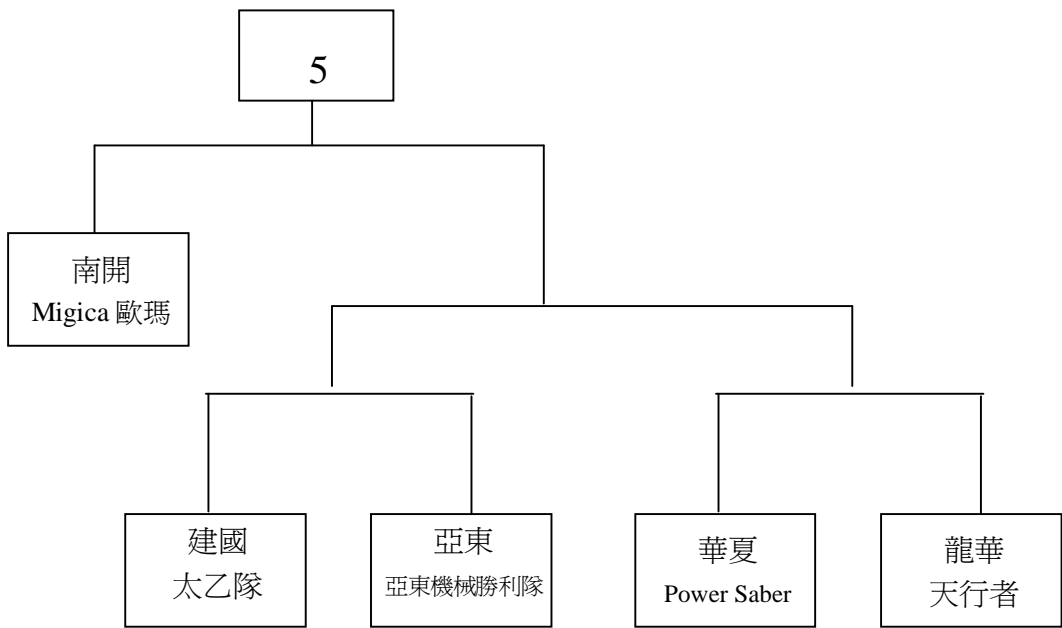 5
南開
Migica 歐瑪
建國
太乙隊
亞東
亞東機械勝利隊
華夏
Power Saber
龍華
天行者